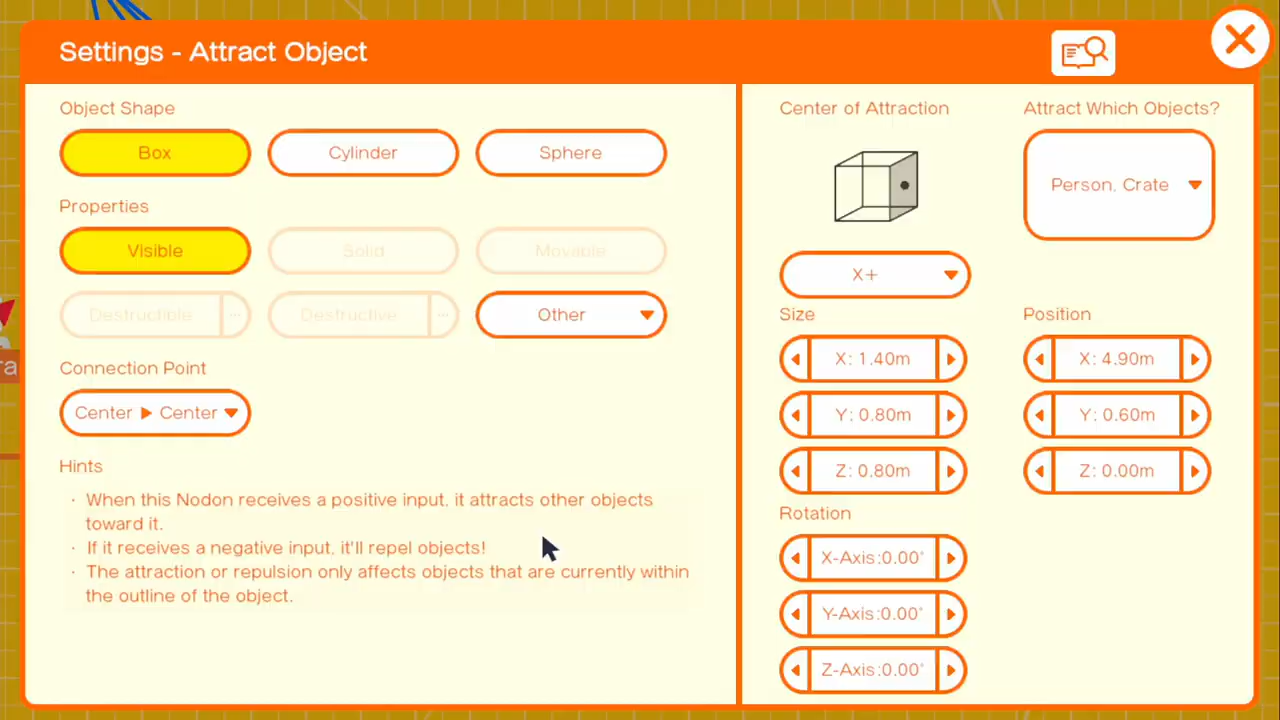 Settings - Attract Object
Object Shape
Box
Cylinder
Sphere
Properties
Visible
Solid
Movable
Destructible ...
Destructive ...
Other
Connection Point
Center ▶ Center
Hints
· When this Nodon receives a positive input, it attracts other objects
toward it.
· If it receives a negative input, it'll repel objects!
· The attraction or repulsion only affects objects that are currently within
the outline of the object.
Center of Attraction
X+
Attract Which Objects?
Person, Crate
Size
X: 1.40m
Y: 0.80m
Z: 0.80m
Position
X: 4.90m
Y: 0.60m
Z: 0.00m
Rotation
X-Axis:0.00°
Y-Axis:0.00°
Z-Axis:0.00°
ra